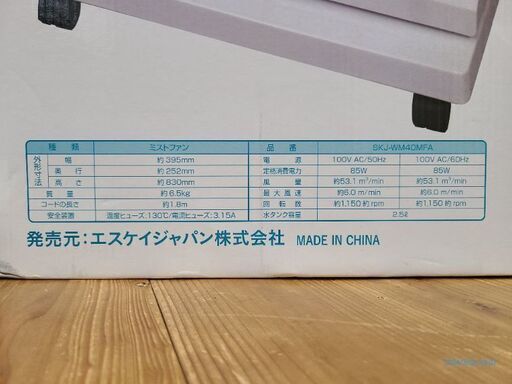 種類 ミストファン 品番 SKJ-WM40MFA
外形寸法 幅 約395mm 電源 100V AC/50Hz 100V AC/60Hz
奥行 約252mm 定格消費電力 85W 85W
高さ 約830mm 風量 約53.1 m³/min 約53.1 m³/min
質量 約6.5kg 最大風速 約6.0 m/min 約6.0 m/min
コードの長さ 約1.8m 回転数 約1,150 rpm 約1,150 rpm
安全装置 温度ヒューズ:130℃/電流ヒューズ:3.15A 水タンク容量 2.5ℓ
発売元:エスケイジャパン株式会社 MADE IN CHINA